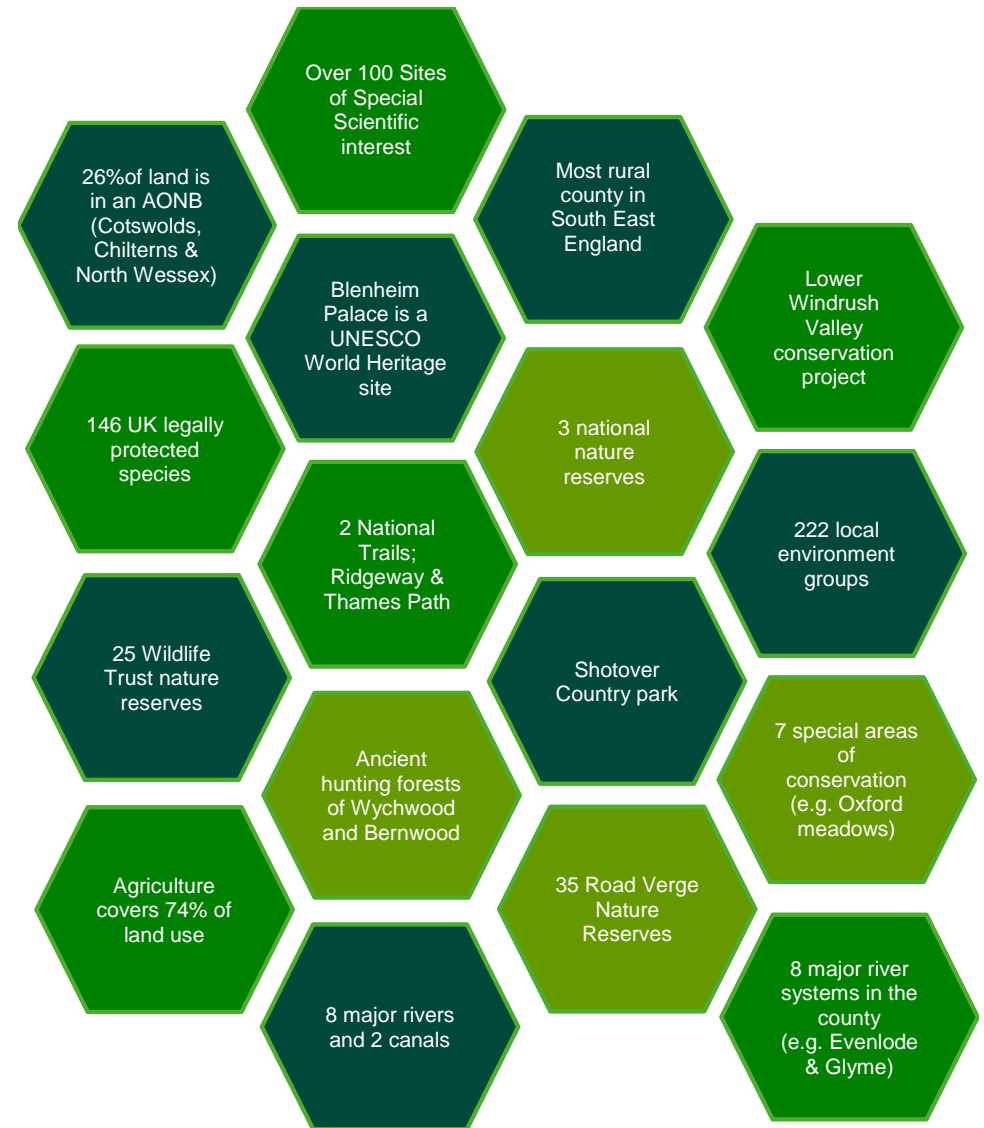 Over 100 Sites
of Special
Scientific
interest
26%of land is
in an AONB
(Cotswolds,
Chilterns &
North Wessex)
Most rural
county in
South East
England
Blenheim
Palace is a
UNESCO
World Heritage
site
Lower
Windrush
Valley
conservation
project
146 UK legally
protected
species
3 national
nature
reserves
2 National
Trails;
Ridgeway &
Thames Path
222 local
environment
groups
25 Wildlife
Trust nature
reserves
Shotover
Country park
Ancient
hunting forests
of Wychwood
and Bernwood
7 special areas
of
conservation
(e.g. Oxford
meadows)
Agriculture
covers 74% of
land use
35 Road Verge
Nature
Reserves
8 major rivers
and 2 canals
8 major river
systems in the
county
(e.g. Evenlode
& Glyme)